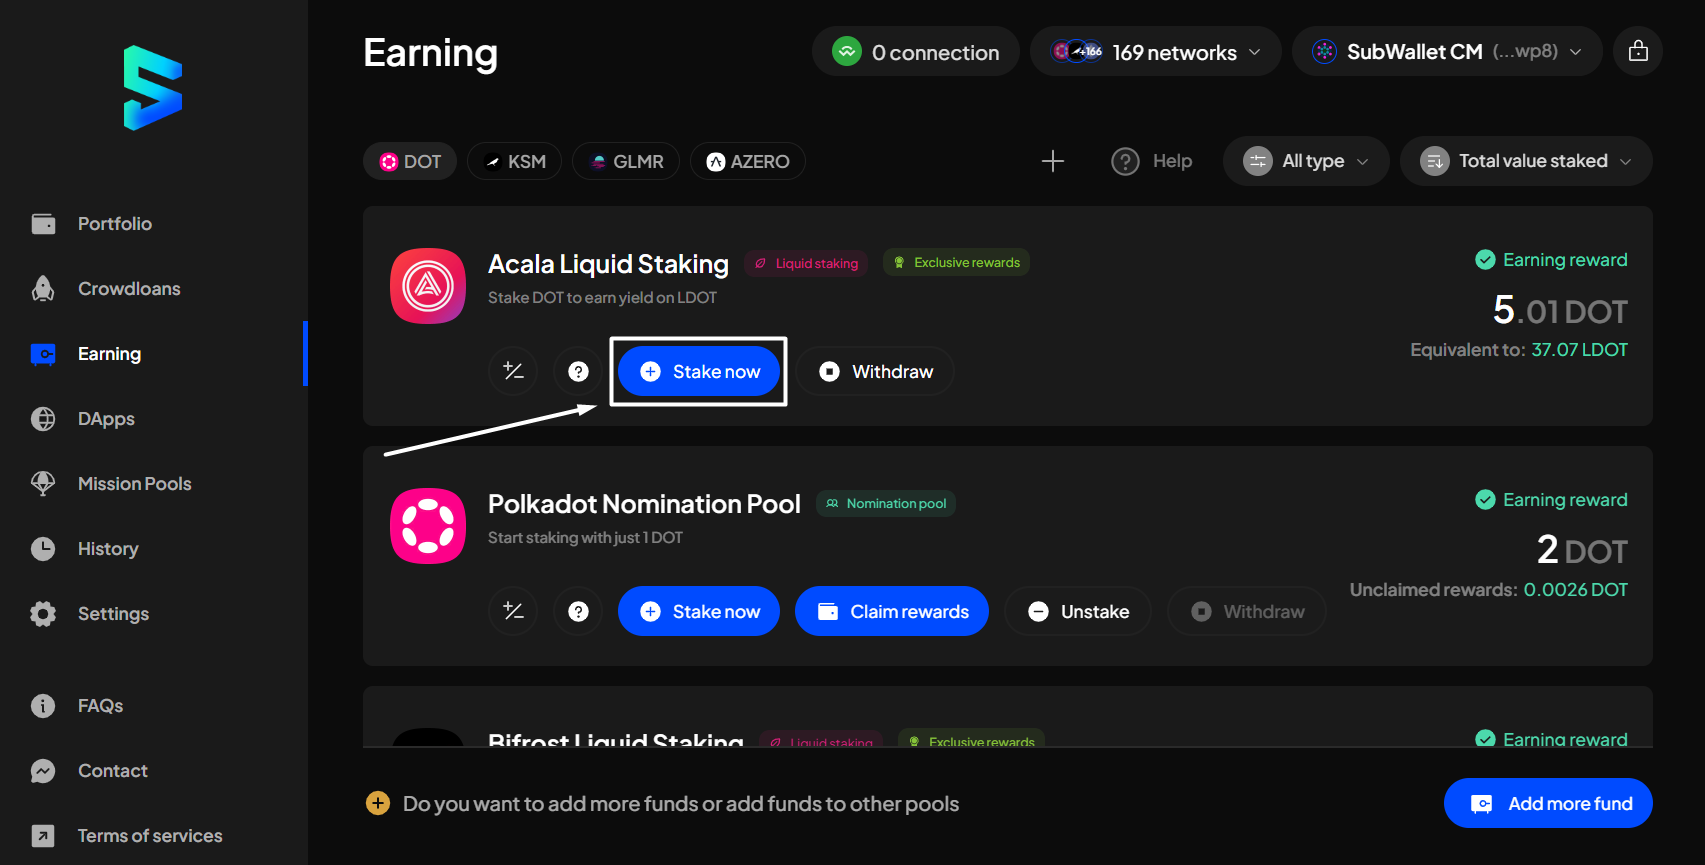 Earning
0 connection
+166 169 networks
SubWallet CM (...wp8)
DOT
KSM
GLMR
AZERO
Help
All type
Total value staked
Portfolio
Crowdloans
Earning
DApps
Mission Pools
History
Settings
FAQs
Contact
Terms of services
Acala Liquid Staking
Liquid staking
Exclusive rewards
Stake DOT to earn yield on LDOT
Stake now
Withdraw
Earning reward
5.01 DOT
Equivalent to: 37.07 LDOT
Polkadot Nomination Pool
Nomination pool
Start staking with just 1 DOT
Stake now
Claim rewards
Unstake
Withdraw
Earning reward
2 DOT
Unclaimed rewards: 0.0026 DOT
Bifrost Liquid Staking
Liquid staking
Exclusive rewards
Earning reward
Do you want to add more funds or add funds to other pools
Add more fund